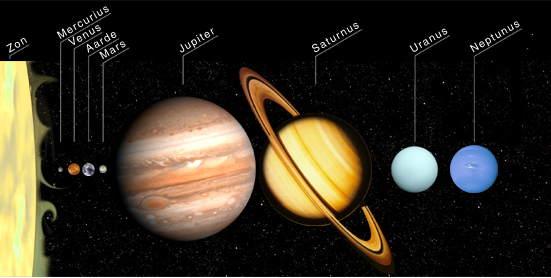 Zon
Mercurius
Venus
Aarde
Mars
Jupiter
Saturnus
Uranus
Neptunus